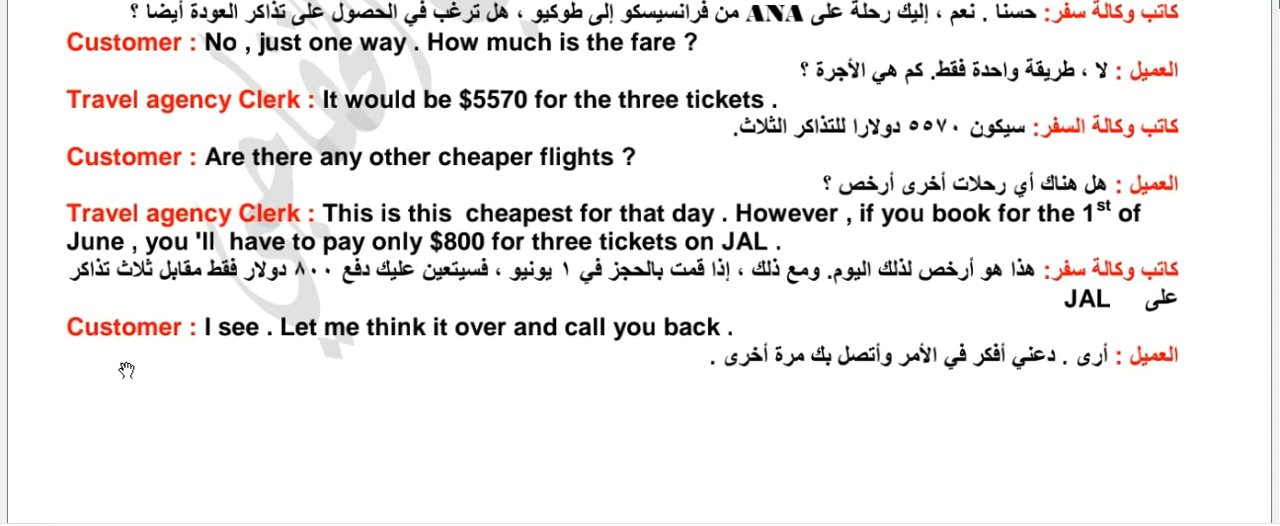 كاتب وكالة سفر: حسنا . نعم ، إليك رحلة على ANA من فرانسيسكو إلى طوكيو ، هل ترغب في الحصول على تذاكر العودة أيضا ؟
Customer : No , just one way . How much is the fare ?
العميل : لا ، طريقة واحدة فقط. كم هي الأجرة ؟
Travel agency Clerk : It would be $5570 for the three tickets .
كاتب وكالة السفر: سيكون ٥٥٧٠ دولارا للتذاكر الثلاث.
Customer : Are there any other cheaper flights ?
العميل : هل هناك أي رحلات أخرى أرخص ؟
Travel agency Clerk : This is this cheapest for that day . However , if you book for the 1st of
June , you 'll have to pay only $800 for three tickets on JAL .
كاتب وكالة سفر: هذا هو أرخص لذلك اليوم. ومع ذلك ، إذا قمت بالحجز في ١ يونيو ، فسيتعين عليك دفع ٨٠٠ دولار فقط مقابل ثلاث تذاكر
على JAL
Customer : I see . Let me think it over and call you back .
العميل : أرى . دعني أفكر في الأمر وأتصل بك مرة أخرى .